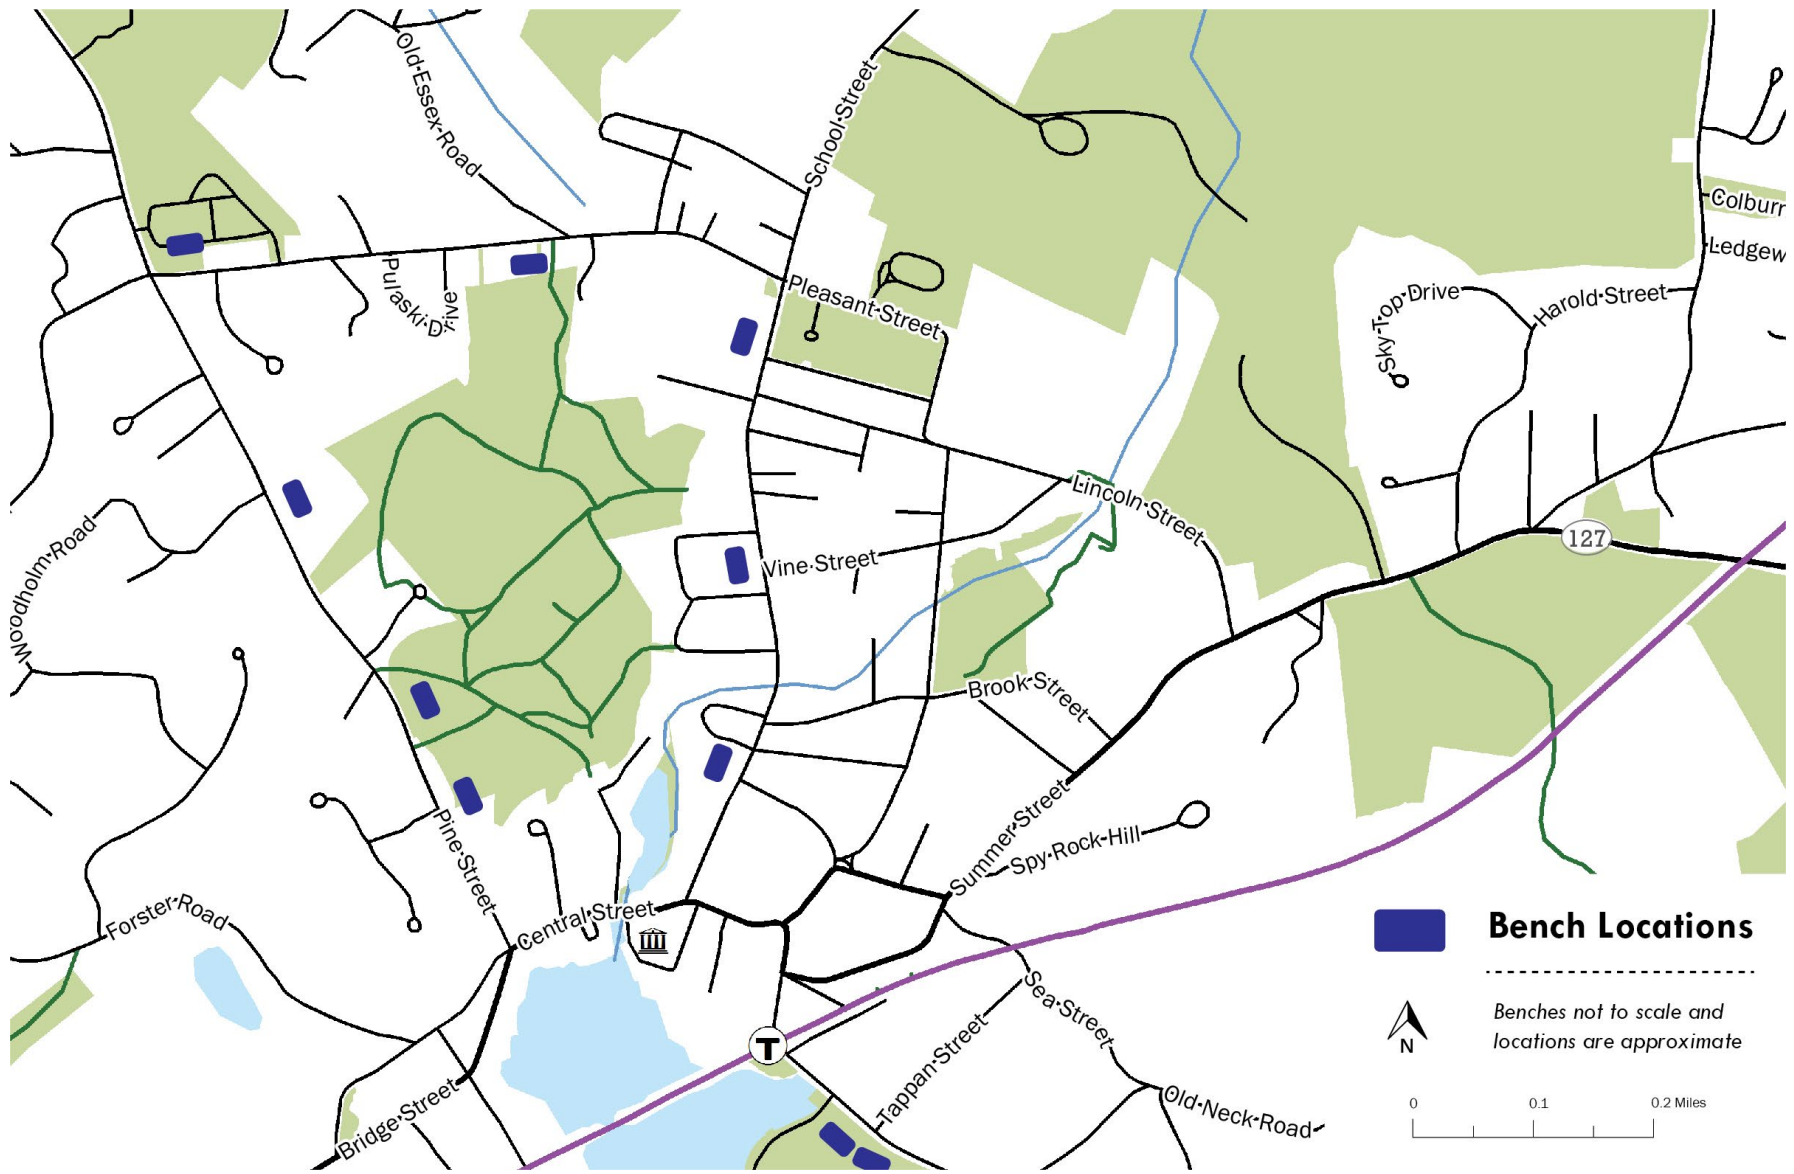 Old Essex Road
School Street
Colburn
Ledgew
Pulaski Drive
Pleasant Street
Sky Top Drive
Harold Street
Lincoln Street
127
Vine Street
Woodholm Road
Brook Street
Summer Street
Spy Rock Hill
Pine Street
Central Street
Forster Road
Bench Locations
Sea Street
Benches not to scale and
locations are approximate
N
T
Tappan Street
Old Neck Road
Bridge Street
0 0.1 0.2 Miles